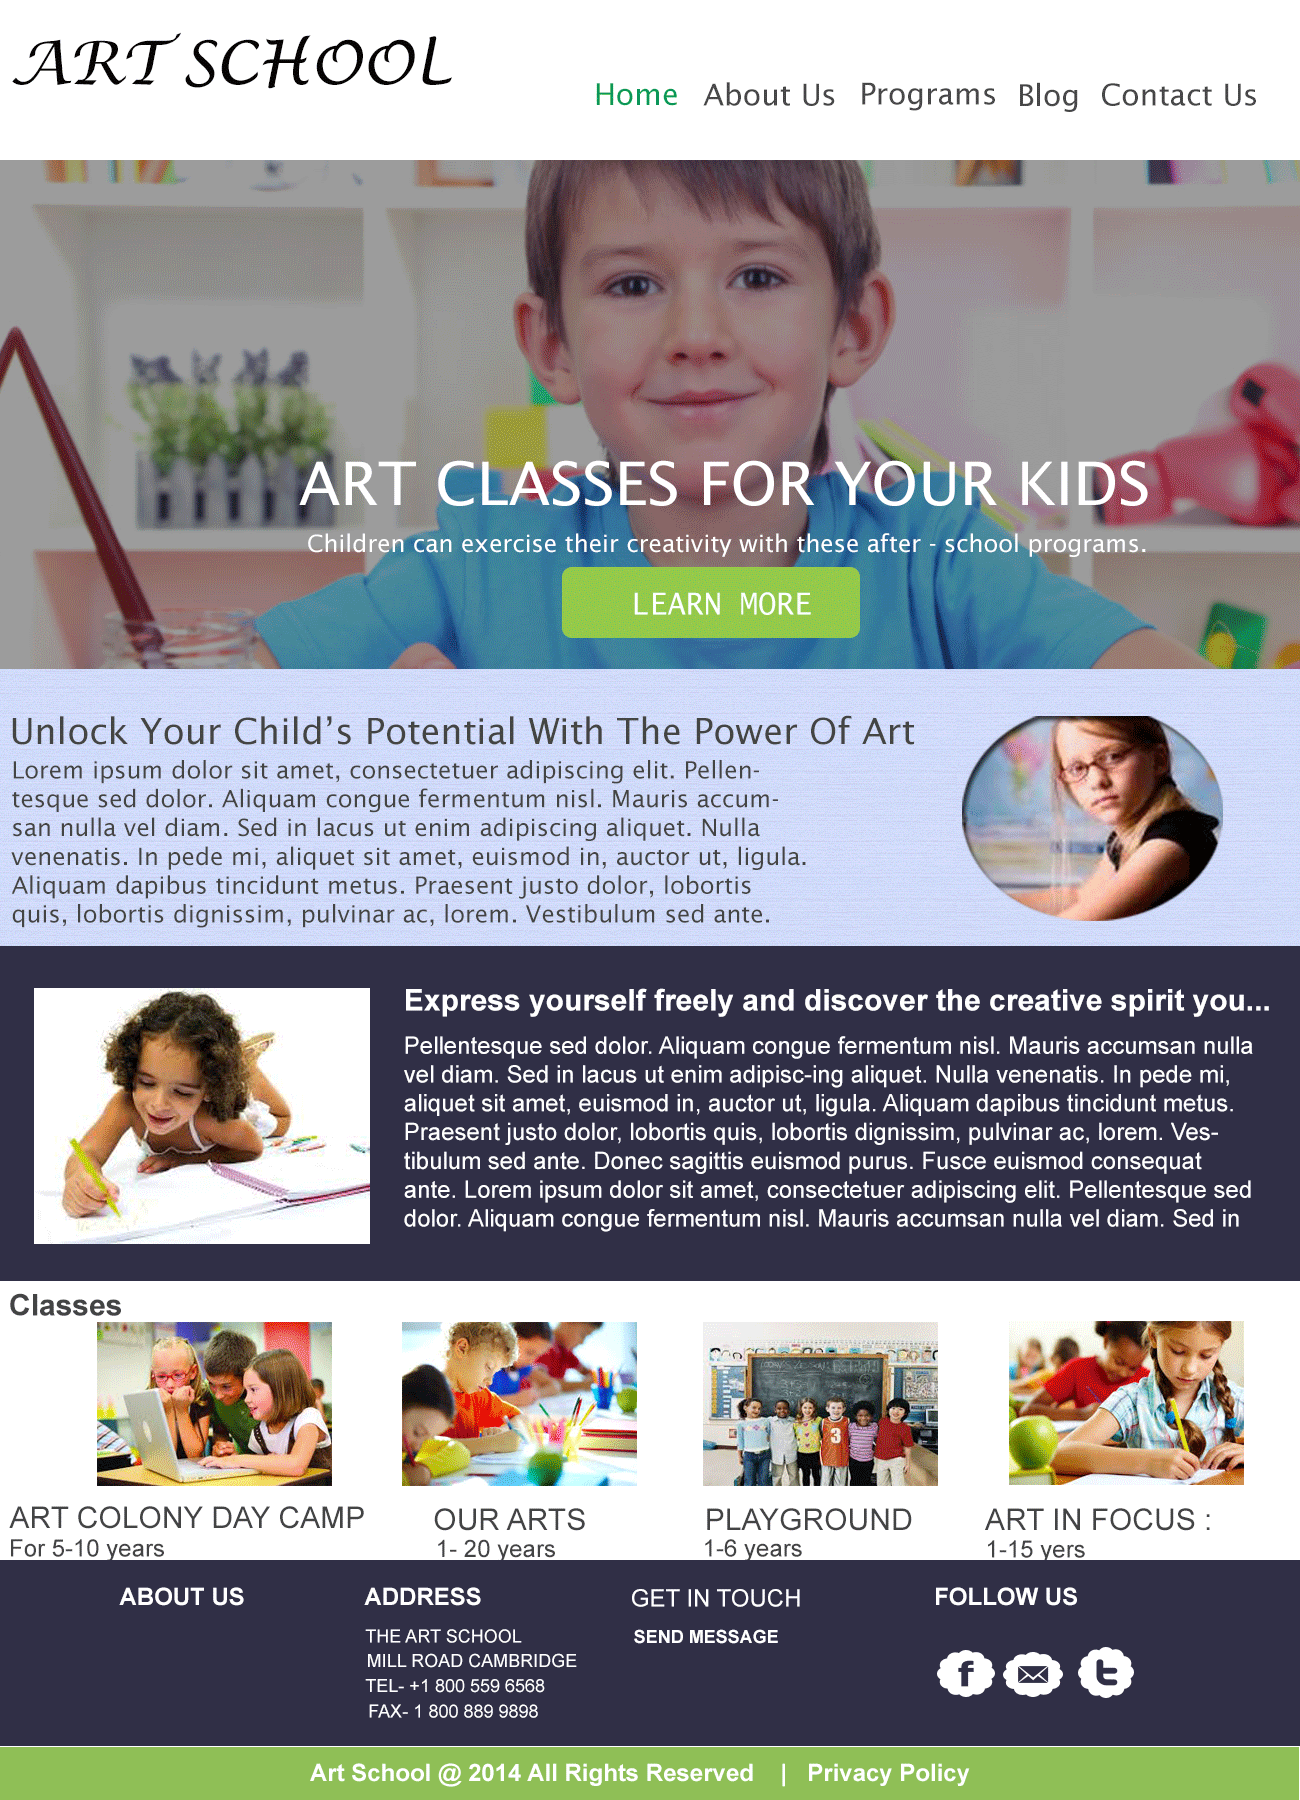 ART SCHOOL
Home About Us Programs Blog Contact Us
ART CLASSES FOR YOUR KIDS
Children can exercise their creativity with these after - school programs.
LEARN MORE
Unlock Your Child's Potential With The Power Of Art
Lorem ipsum dolor sit amet, consectetuer adipiscing elit. Pellen-
tesque sed dolor. Aliquam congue fermentum nisl. Mauris accum-
san nulla vel diam. Sed in lacus ut enim adipiscing aliquet. Nulla
venenatis. In pede mi, aliquet sit amet, euismod in, auctor ut, ligula.
Aliquam dapibus tincidunt metus. Praesent justo dolor, lobortis
quis, lobortis dignissim, pulvinar ac, lorem. Vestibulum sed ante.
Express yourself freely and discover the creative spirit you...
Pellentesque sed dolor. Aliquam congue fermentum nisl. Mauris accumsan nulla
vel diam. Sed in lacus ut enim adipisc-ing aliquet. Nulla venenatis. In pede mi,
aliquet sit amet, euismod in, auctor ut, ligula. Aliquam dapibus tincidunt metus.
Praesent justo dolor, lobortis quis, lobortis dignissim, pulvinar ac, lorem. Ves-
tibulum sed ante. Donec sagittis euismod purus. Fusce euismod consequat
ante. Lorem ipsum dolor sit amet, consectetuer adipiscing elit. Pellentesque sed
dolor. Aliquam congue fermentum nisl. Mauris accumsan nulla vel diam. Sed in
Classes
3
ART COLONY DAY CAMP
For 5-10 years
OUR ARTS
1- 20 years
PLAYGROUND
1-6 years
ART IN FOCUS :
1-15 yers
ABOUT US
ADDRESS
THE ART SCHOOL
MILL ROAD CAMBRIDGE
TEL- +1 800 559 6568
FAX- 1 800 889 9898
GET IN TOUCH
SEND MESSAGE
FOLLOW US
Art School @ 2014 All Rights Reserved | Privacy Policy